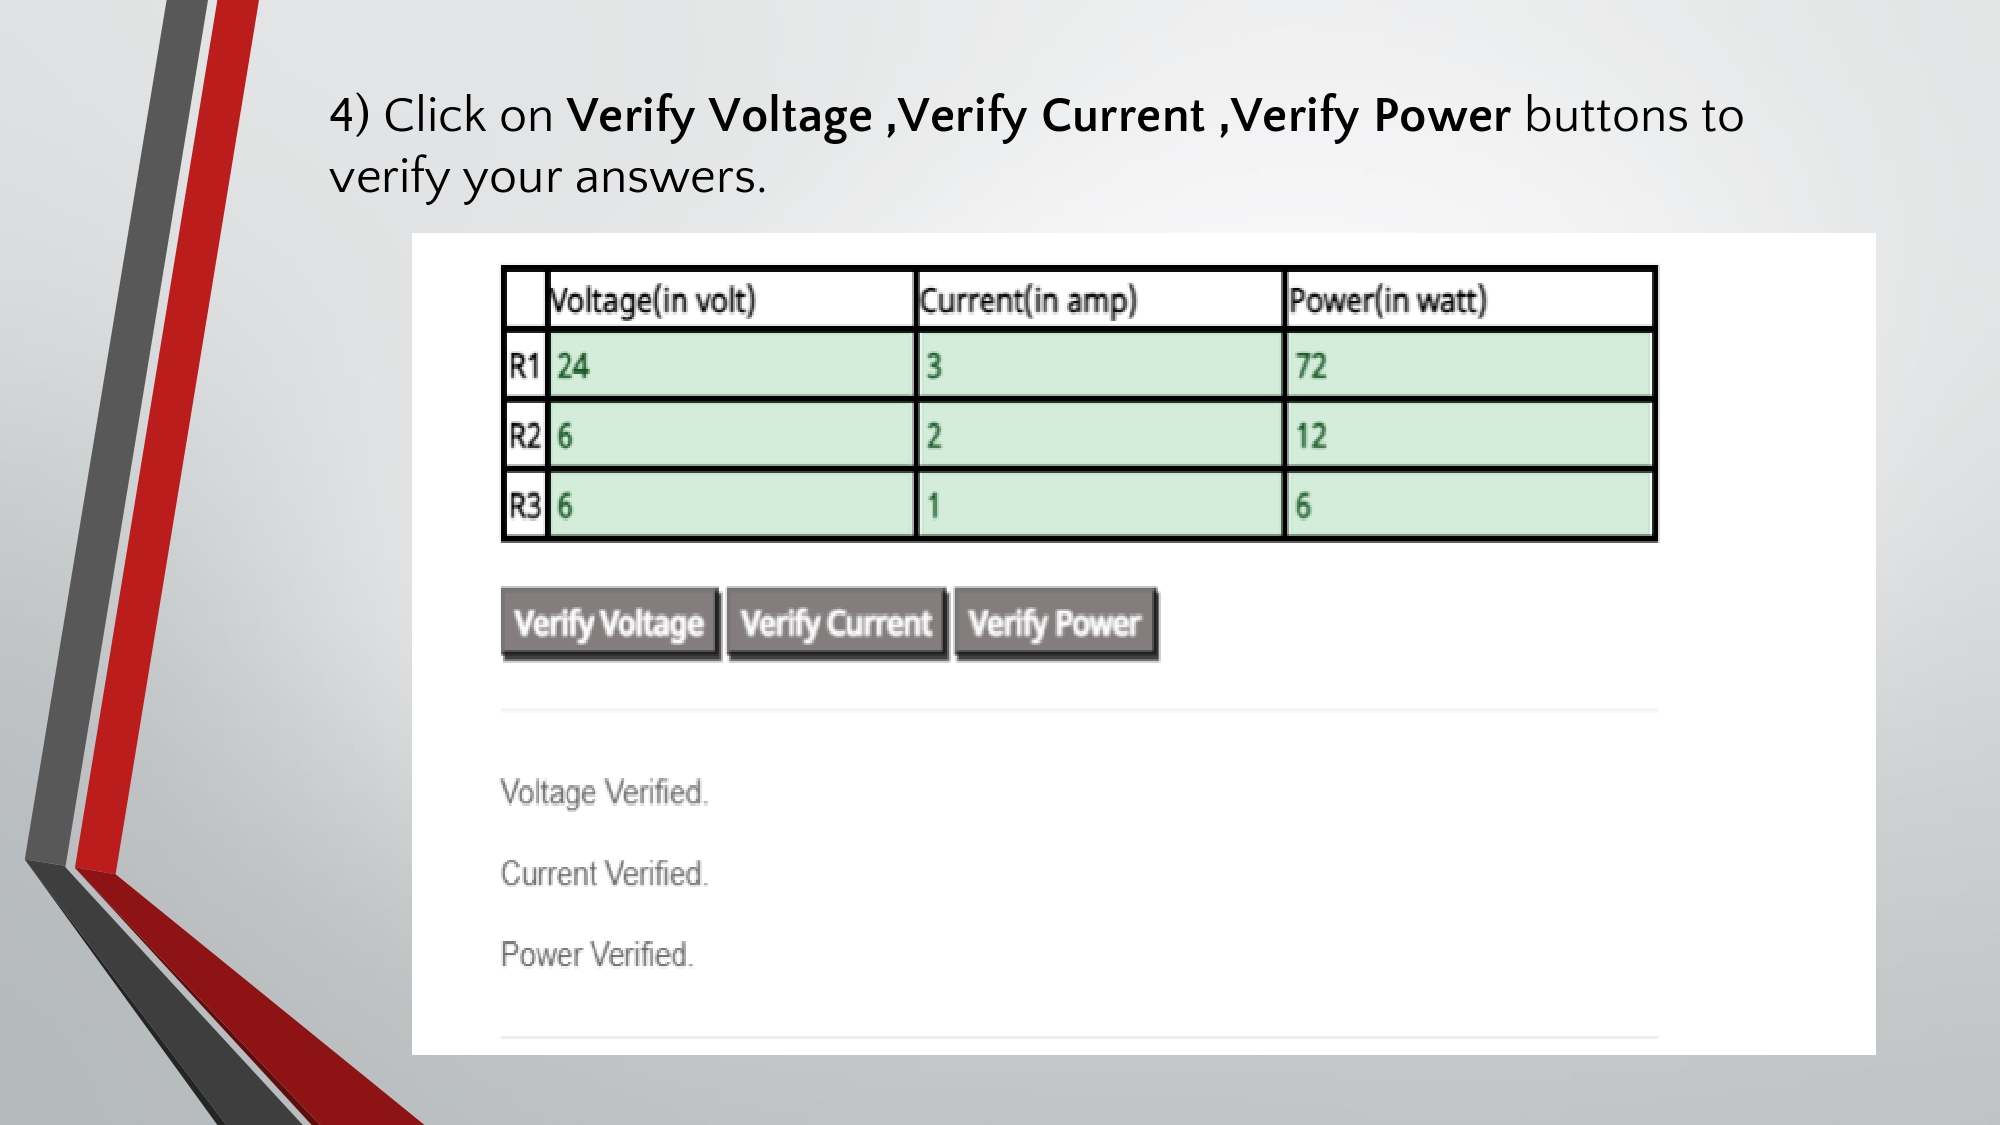 4) Click on Verify Voltage ,Verify Current ,Verify Power buttons to
verify your answers.
Voltage(in volt) Current(in amp) Power(in watt)
R1 24 3 72
R2 6 2 12
R3 6 1 6
Verify Voltage Verify Current Verify Power
Voltage Verified.
Current Verified.
Power Verified.